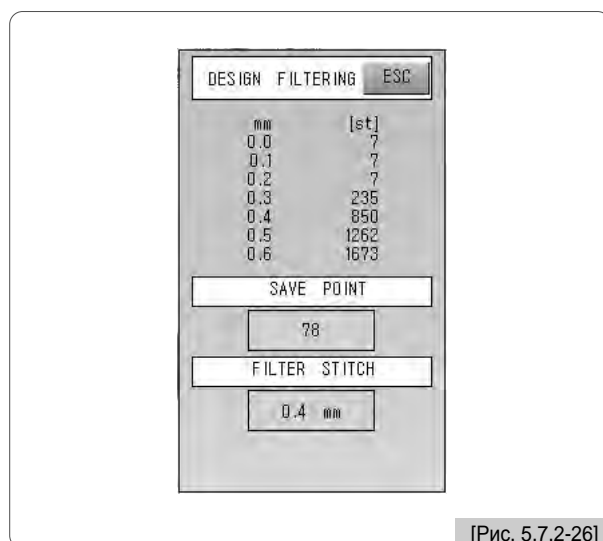 DESIGN FILTERING ESC
mm [st]
0.0 7
0.1 7
0.2 7
0.3 235
0.4 850
0.5 1262
0.6 1673
SAVE POINT
78
FILTER STITCH
0.4 mm
[Рис. 5.7.2-26]